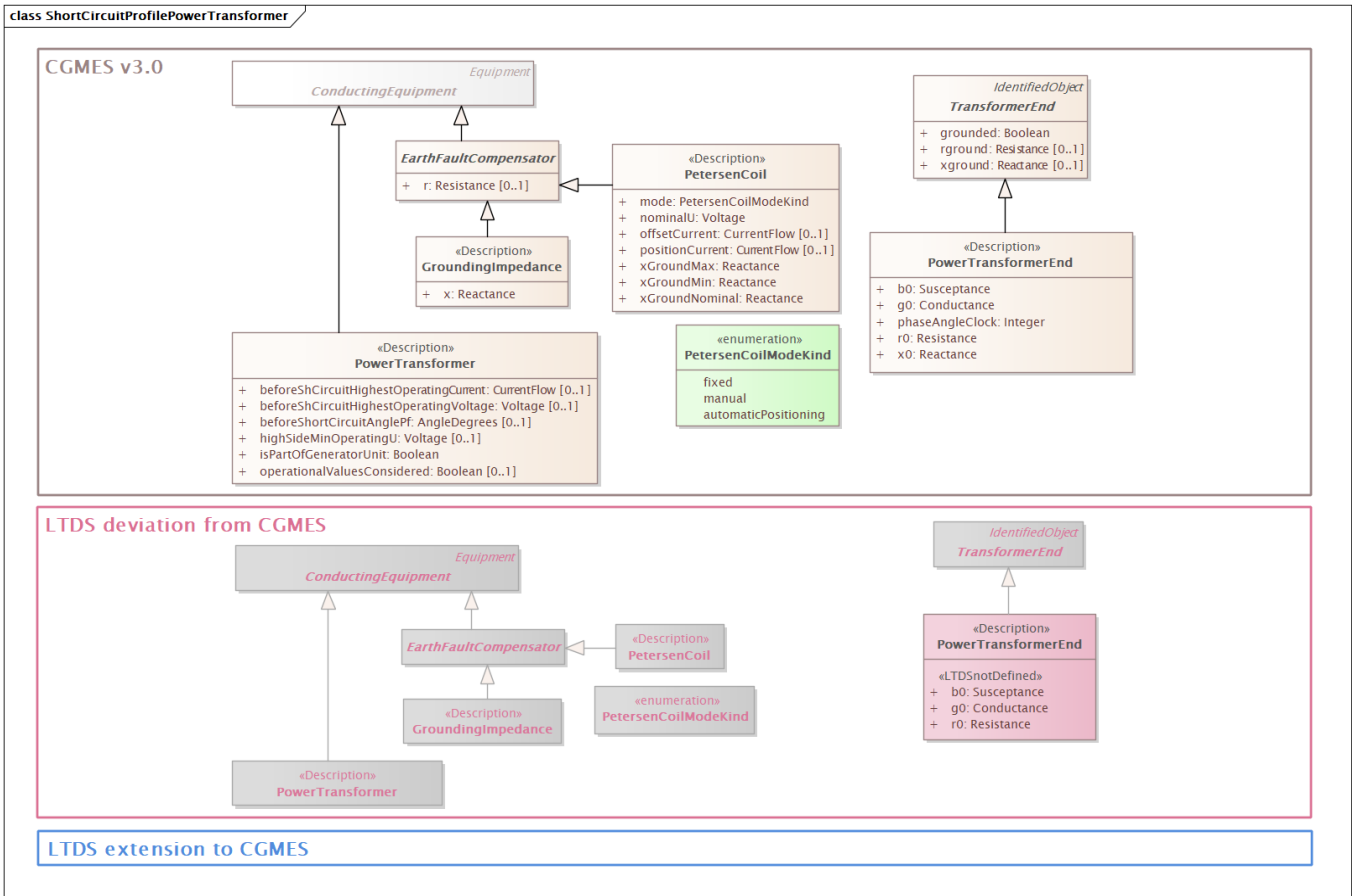 class ShortCircuitProfilePowerTransformer
CGMES v3.0
Equipment
ConductingEquipment
IdentifiedObject
TransformerEnd
+ grounded: Boolean
+ rground: Resistance [0..1]
+ xground: Reactance [0..1]
EarthFaultCompensator
+ r: Resistance [0..1]
«Description»
PetersenCoil
+ mode: PetersenCoilModeKind
+ nominalU: Voltage
+ offsetCurrent: CurrentFlow [0..1]
+ positionCurrent: CurrentFlow [0..1]
+ xGroundMax: Reactance
+ xGroundMin: Reactance
+ xGroundNominal: Reactance
«Description»
GroundingImpedance
+ x: Reactance
«Description»
PowerTransformerEnd
+ b0: Susceptance
+ g0: Conductance
+ phaseAngleClock: Integer
+ r0: Resistance
+ x0: Reactance
«enumeration»
PetersenCoilModeKind
fixed
manual
automaticPositioning
«Description»
PowerTransformer
+ beforeShCircuitHighestOperatingCurrent: CurrentFlow [0..1]
+ beforeShCircuitHighestOperatingVoltage: Voltage [0..1]
+ beforeShortCircuitAnglePf: AngleDegrees [0..1]
+ highSideMinOperatingU: Voltage [0..1]
+ isPartOfGeneratorUnit: Boolean
+ operationalValuesConsidered: Boolean [0..1]
LTDS deviation from CGMES
Equipment
ConductingEquipment
IdentifiedObject
TransformerEnd
EarthFaultCompensator
«Description»
PetersenCoil
«Description»
PowerTransformerEnd
«LTDSnotDefined»
+ b0: Susceptance
+ g0: Conductance
+ r0: Resistance
«enumeration»
PetersenCoilModeKind
«Description»
GroundingImpedance
«Description»
PowerTransformer
LTDS extension to CGMES